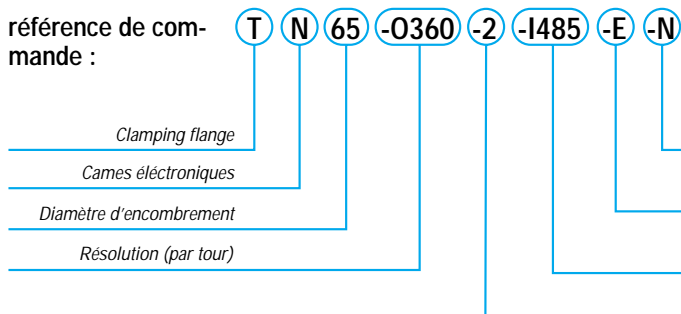 référence de com-
mande :
T N 65 -O360 -2 -I485 -E -N
Clamping flange
Cames éléctroniques
Diamètre d'encombrement
Résolution (par tour)